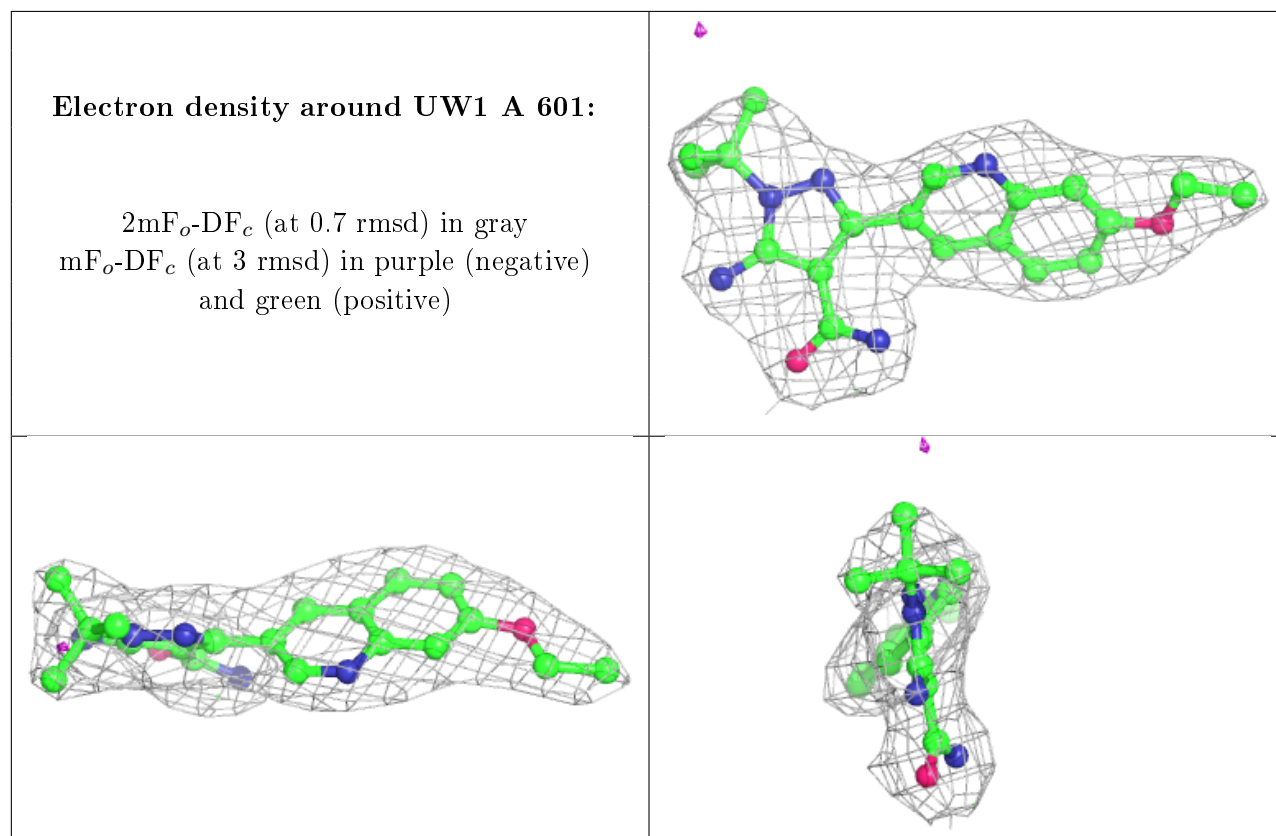 Electron density around UW1 A 601:
2mFo-DFc (at 0.7 rmsd) in gray
mFo-DFc (at 3 rmsd) in purple (negative)
and green (positive)